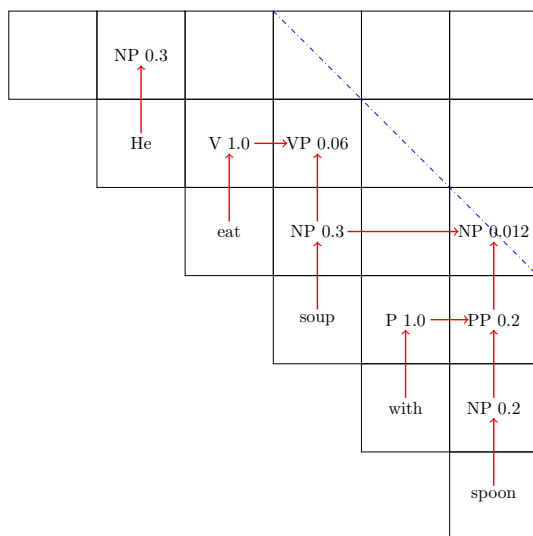 NP 0.3
He V 1.0 VP 0.06
eat NP 0.3 NP 0.012
soup P 1.0 PP 0.2
with NP 0.2
spoon